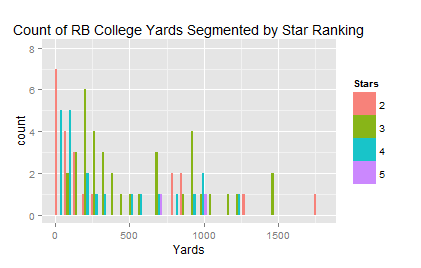 Count of RB College Yards Segmented by Star Ranking
8
6
4
2
0
count
0 500 1000 1500
Yards
Stars
2
3
4
5